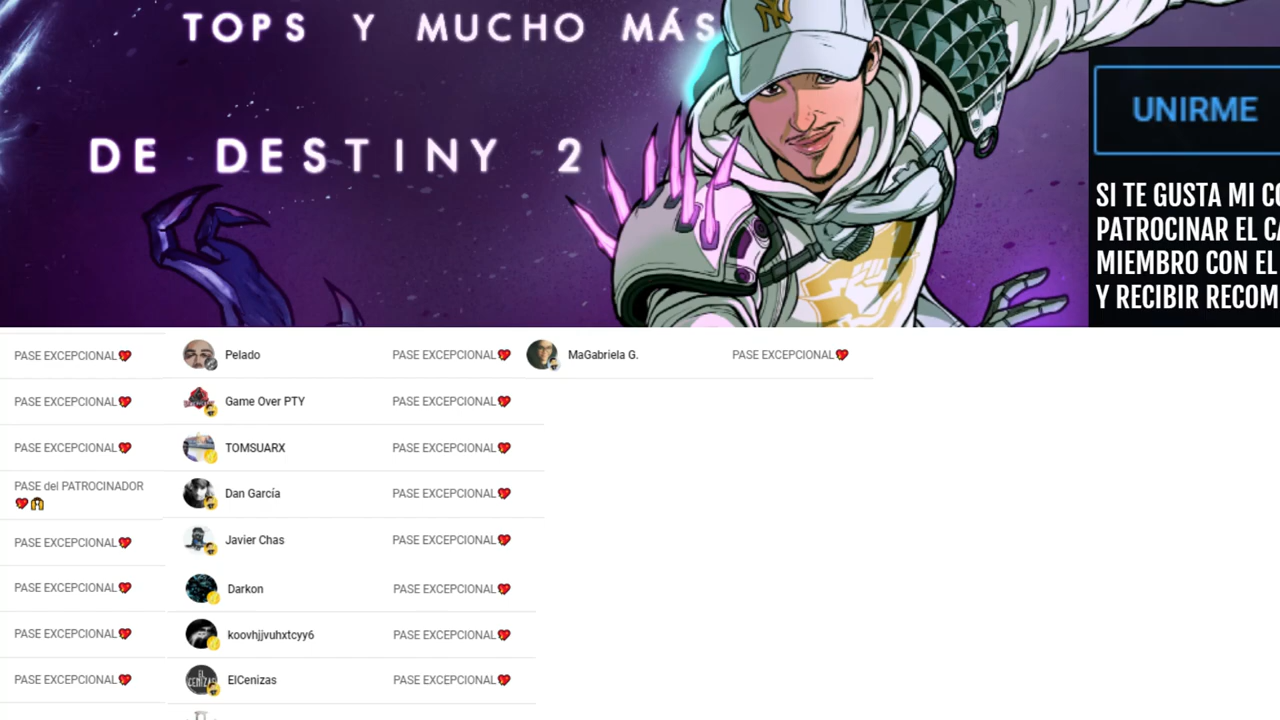 TOPS Y MUCHO MÁS
DE DESTINY 2
UNIRME
SI TE GUSTA MI
PATROCINAR EL
MIEMBRO CON EL
Y RECIBIR
PASE EXCEPCIONAL💖
Pelado PASE EXCEPCIONAL💖
MaGabriela G. PASE EXCEPCIONAL💖
PASE EXCEPCIONAL💖
Game Over PTY PASE EXCEPCIONAL💖
PASE EXCEPCIONAL💖
TOMSUARX PASE EXCEPCIONAL💖
PASE del PATROCINADOR
Dan García PASE EXCEPCIONAL💖
PASE EXCEPCIONAL💖
Javier Chas PASE EXCEPCIONAL💖
PASE EXCEPCIONAL💖
Darkon PASE EXCEPCIONAL💖
PASE EXCEPCIONAL💖
koovhjjvuhxtcyy6 PASE EXCEPCIONAL💖
PASE EXCEPCIONAL💖
ElCenizas PASE EXCEPCIONAL💖